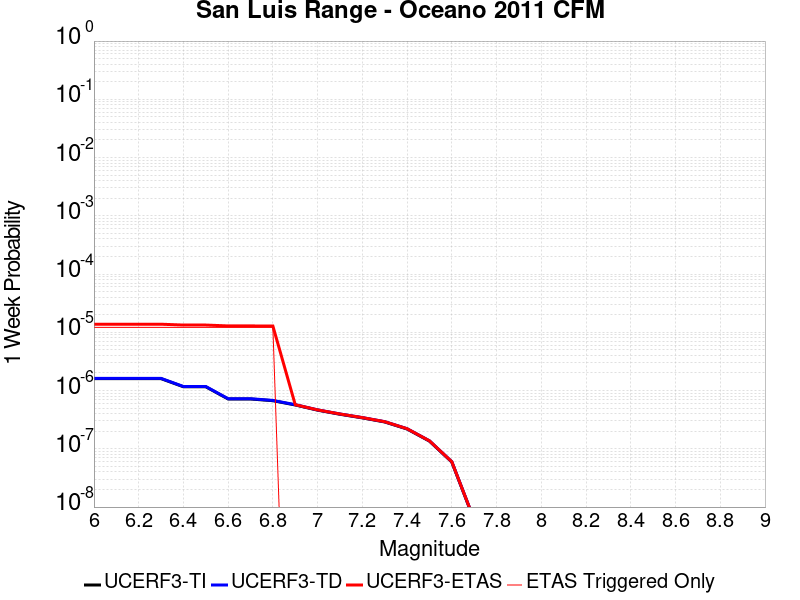 San Luis Range - Oceano 2011 CFM
10^0
10^-1
10^-2
10^-3
10^-4
10^-5
10^-6
10^-7
10^-8
1 Week Probability
6 6.2 6.4 6.6 6.8 7 7.2 7.4 7.6 7.8 8 8.2 8.4 8.6 8.8 9
Magnitude
UCERF3-TI UCERF3-TD UCERF3-ETAS ETAS Triggered Only